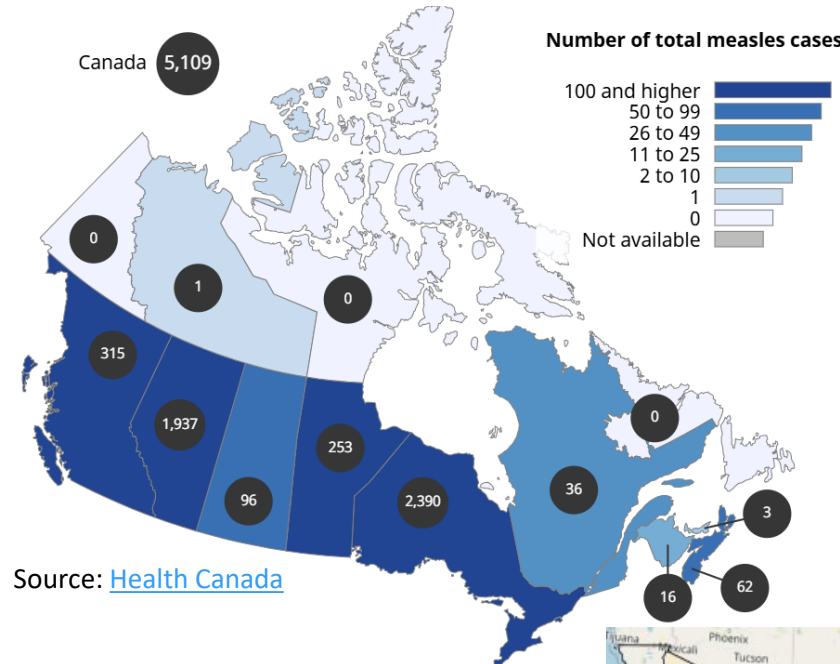 Number of total measles cases
Canada
5,109
100 and higher
50 to 99
26 to 49
11 to 25
2 to 10
1
0
Not available
0
1
0
315
1,937
96
253
2,390
36
0
3
16
62
Source: Health Canada
Tijuana
Mexicali
Phoenix
Tucson